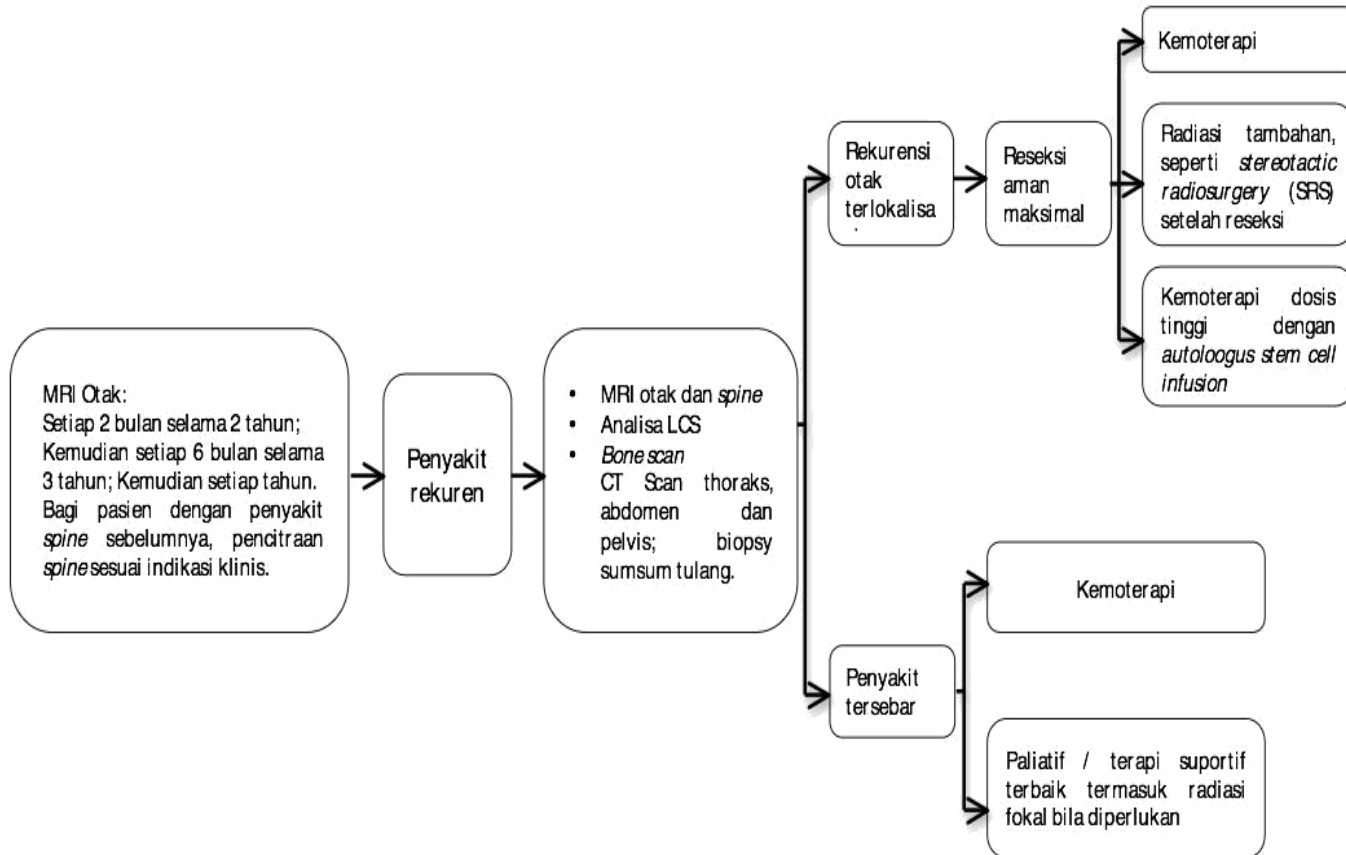 MRI Otak:
Setiap 2 bulan selama 2 tahun;
Kemudian setiap 6 bulan selama
3 tahun; Kemudian setiap tahun.
Bagi pasien dengan penyakit
spine sebelumnya, pencitraan
spine sesuai indikasi klinis.
Penyakit
rekuren
• MRI otak dan spine
• Analisa LCS
• Bone scan
CT Scan thoraks,
abdomen dan
pelvis; biopsy
sumsum tulang.
Rekurensi
otak
terlokalisa
Reseksi
aman
maksimal
Kemoterapi
Radiasi tambahan,
seperti stereotactic
radiosurgery (SRS)
setelah reseksi
Kemoterapi dosis
tinggi dengan
autoloogus stem cell
infusion
Penyakit
tersebar
Kemoterapi
Paliatif / terapi suportif
terbaik termasuk radiasi
fokal bila diperlukan